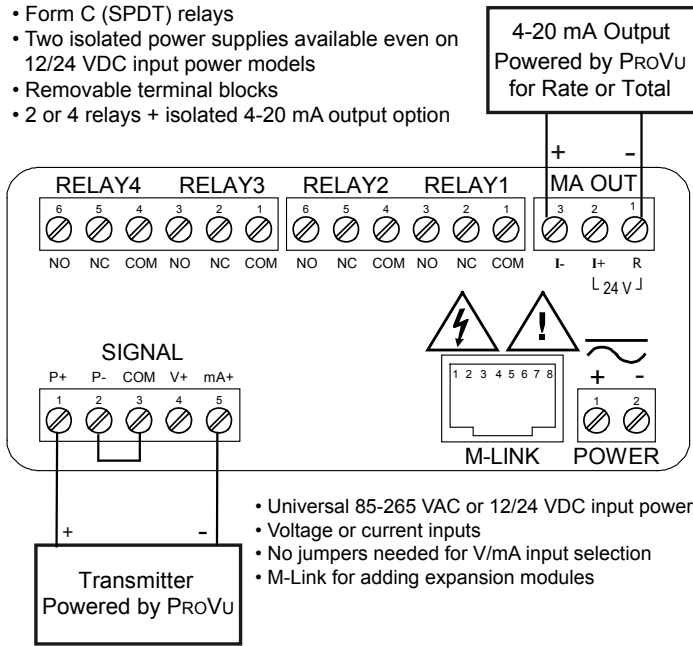 • Form C (SPDT) relays
• Two isolated power supplies available even on
12/24 VDC input power models
• Removable terminal blocks
• 2 or 4 relays + isolated 4-20 mA output option
4-20 mA Output
Powered by PROVU
for Rate or Total
+ -
RELAY4 RELAY3 RELAY2 RELAY1 MA OUT
6 5 4 3 2 1 6 5 4 3 2 1 3 2 1
NO NC COM NO NC COM NO NC COM NO NC COM I- I+ R
24 V
SIGNAL
P+ P- COM V+ mA+
1 2 3 4 5
!
1 2 3 4 5 6 7 8
+ -
1 2
M-LINK POWER
+ -
Transmitter
Powered by PROVU
• Universal 85-265 VAC or 12/24 VDC input power
• Voltage or current inputs
• No jumpers needed for V/mA input selection
• M-Link for adding expansion modules